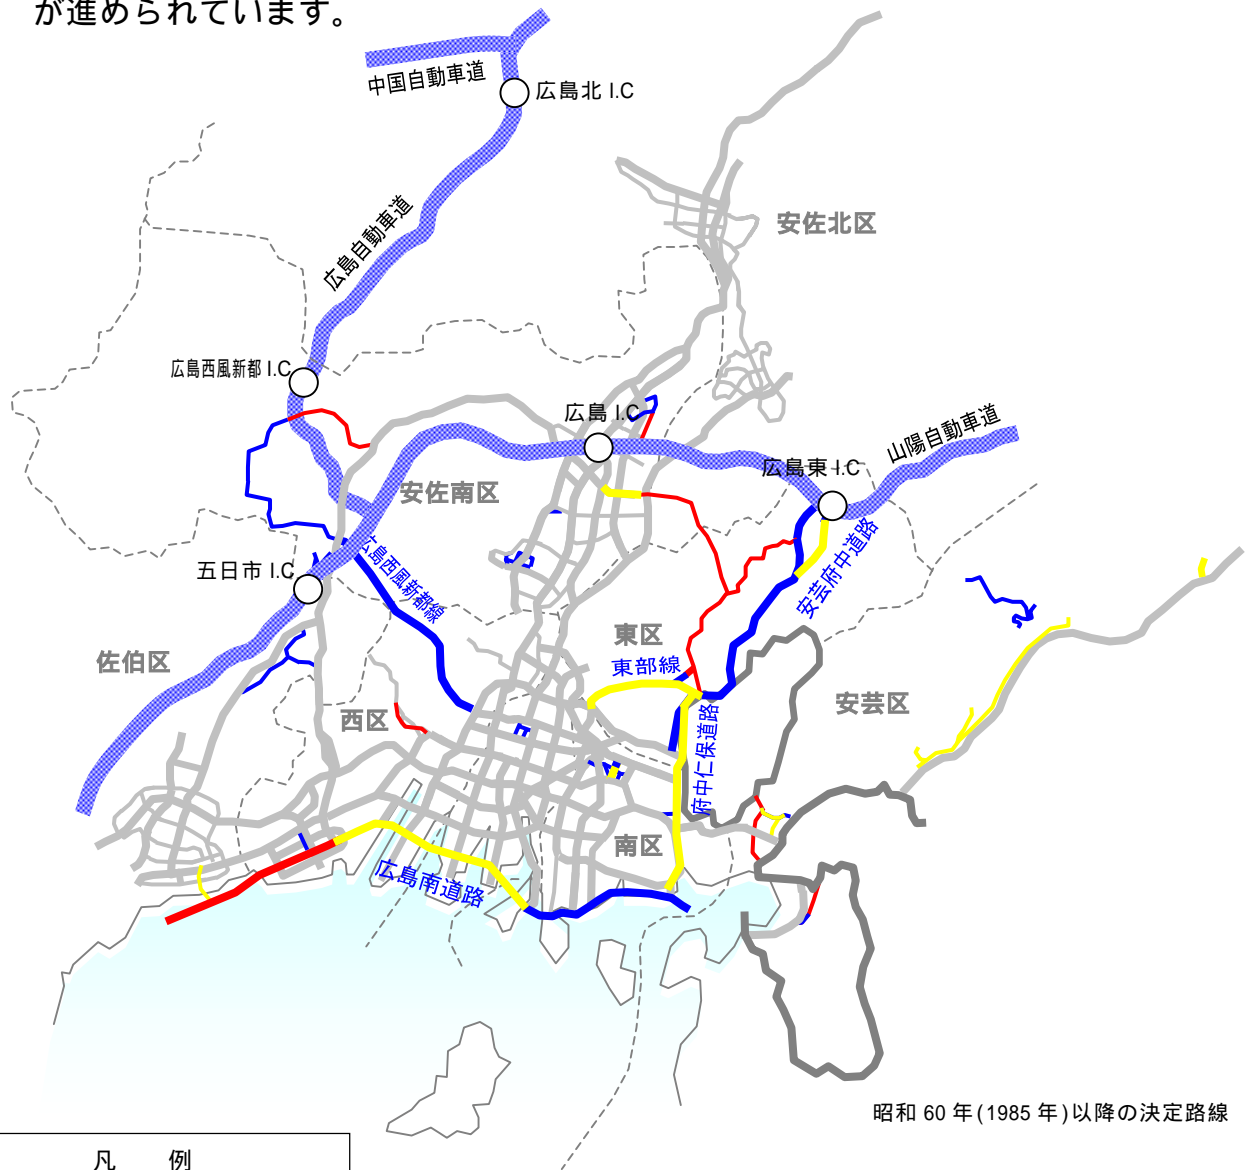 が進められています。
中国自動車道
広島北 I.C
広島自動車道
安佐北区
広島西風新都 I.C
広島 I.C
山陽自動車道
広島東 I.C
安佐南区
安芸府中道路
広島西風新都線
五日市 I.C
東区
佐伯区
東部線
安芸区
西区
府中仁保道路
南区
広島南道路
昭和 60 年(1985 年)以降の決定路線
凡　例